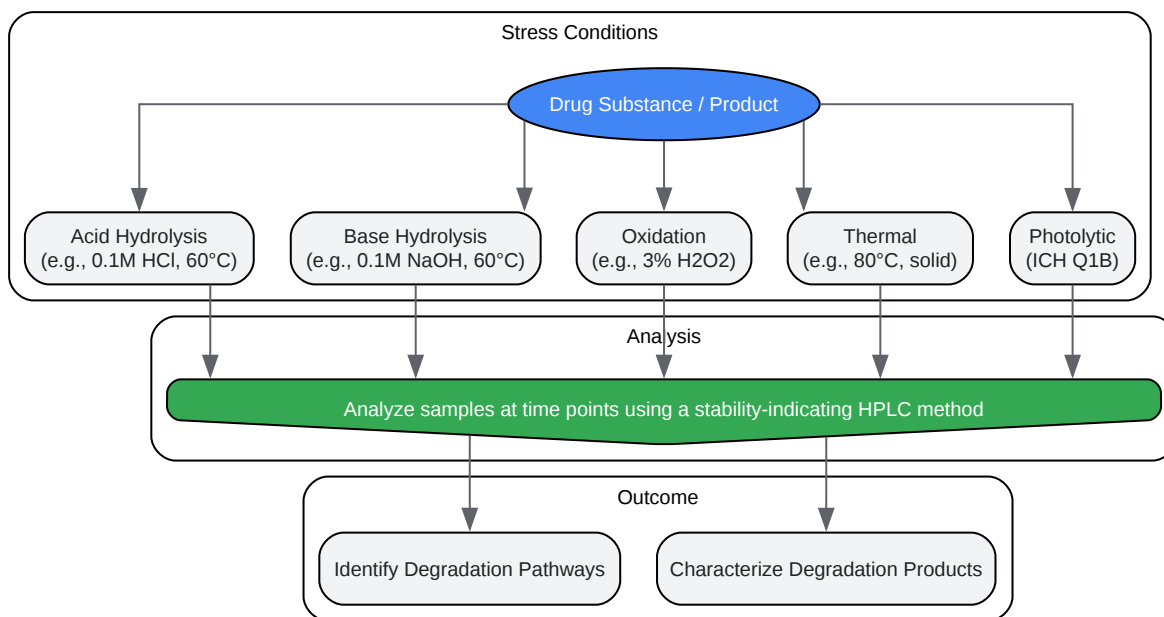 Stress Conditions
Drug Substance / Product
Acid Hydrolysis
(e.g., 0.1M HCl, 60°C)
Base Hydrolysis
(e.g., 0.1M NaOH, 60°C)
Oxidation
(e.g., 3% H2O2)
Thermal
(e.g., 80°C, solid)
Photolytic
(ICH Q1B)
Analysis
Analyze samples at time points using a stability-indicating HPLC method
Outcome
Identify Degradation Pathways
Characterize Degradation Products